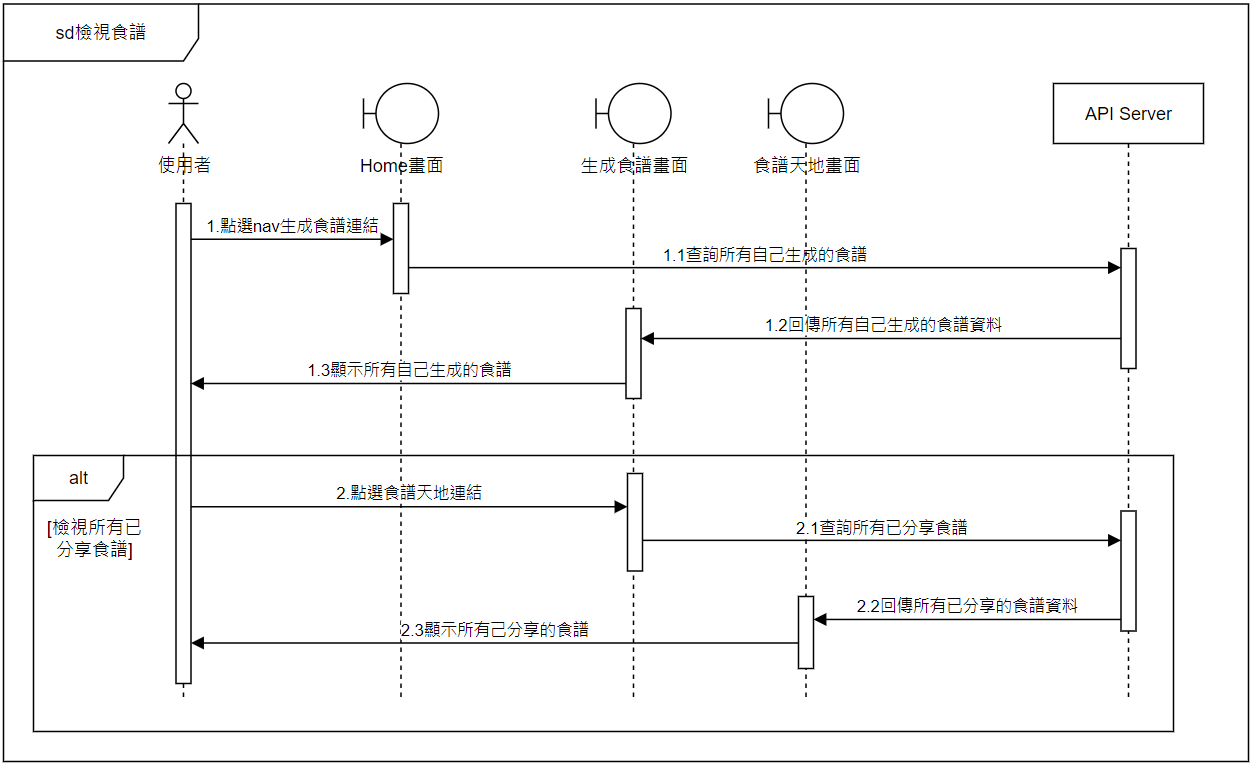 sd檢視食譜
使用者
Home畫面
生成食譜畫面
食譜天地畫面
API Server
1.點選nav生成食譜連結
1.1查詢所有自己生成的食譜
1.2回傳所有自己生成的食譜資料
1.3顯示所有自己生成的食譜
alt
[檢視所有已
分享食譜]
2.點選食譜天地連結
2.1查詢所有已分享食譜
2.2回傳所有已分享的食譜資料
2.3顯示所有己分享的食譜